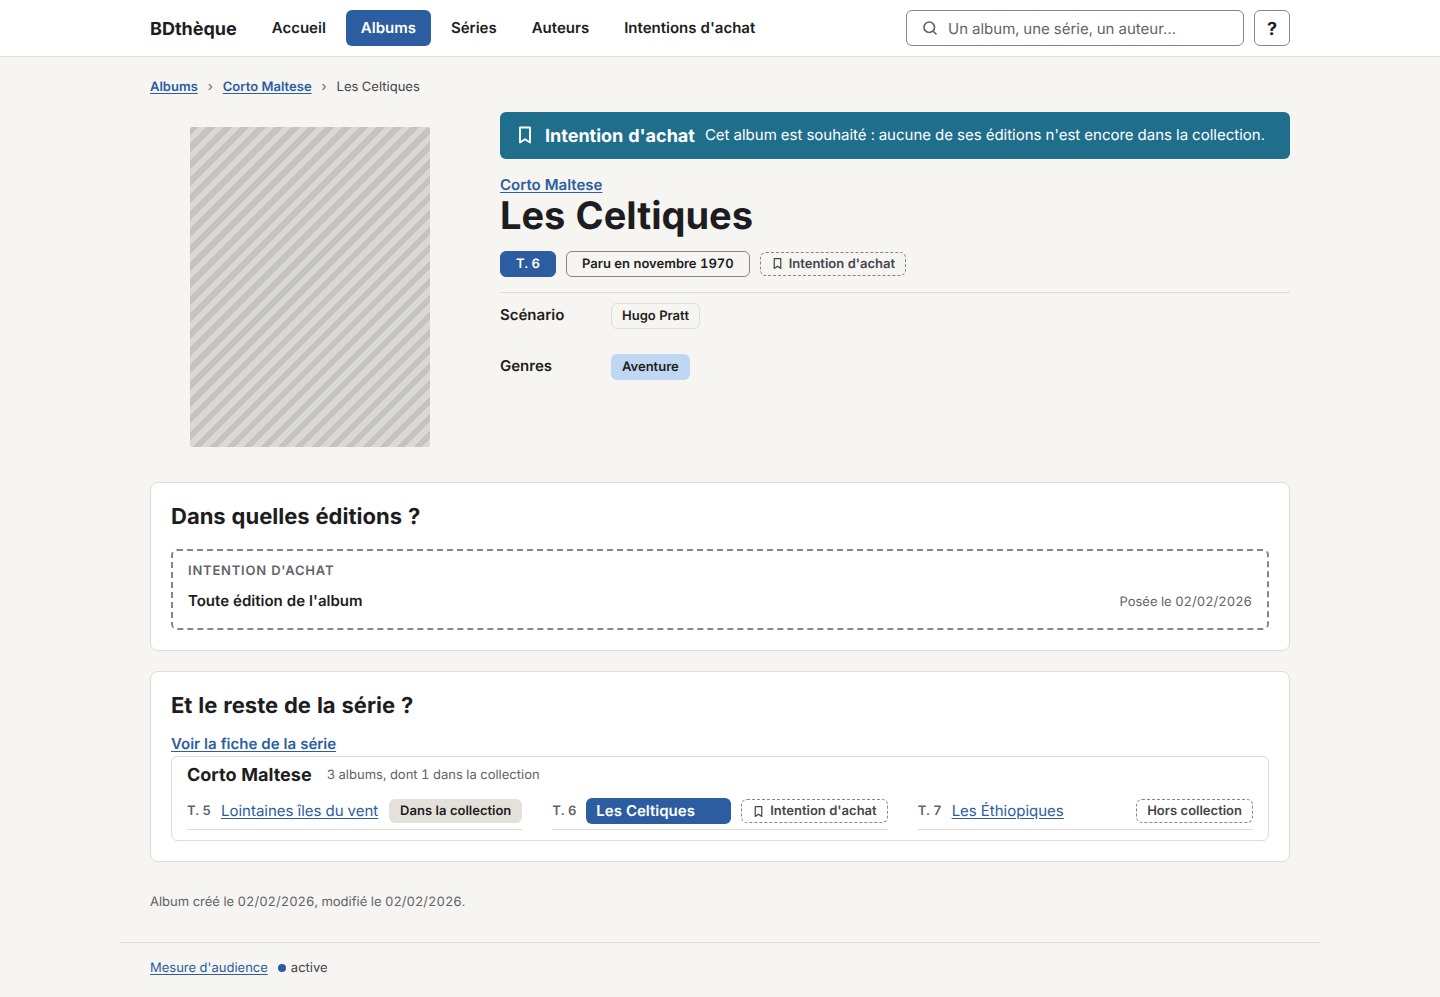 BDthèque Accueil Albums Séries Auteurs Intentions d'achat Un album, une série, un auteur... ?
Albums › Corto Maltese › Les Celtiques
Intention d'achat Cet album est souhaité : aucune de ses éditions n'est encore dans la collection.
Corto Maltese
Les Celtiques
T. 6 Paru en novembre 1970 Intention d'achat
Scénario Hugo Pratt
Genres Aventure
Dans quelles éditions ?
INTENTION D'ACHAT
Toute édition de l'album Posée le 02/02/2026
Et le reste de la série ?
Voir la fiche de la série
Corto Maltese 3 albums, dont 1 dans la collection
T. 5 Lointaines îles du vent Dans la collection T. 6 Les Celtiques Intention d'achat T. 7 Les Éthiopiques Hors collection
Album créé le 02/02/2026, modifié le 02/02/2026.
Mesure d'audience active